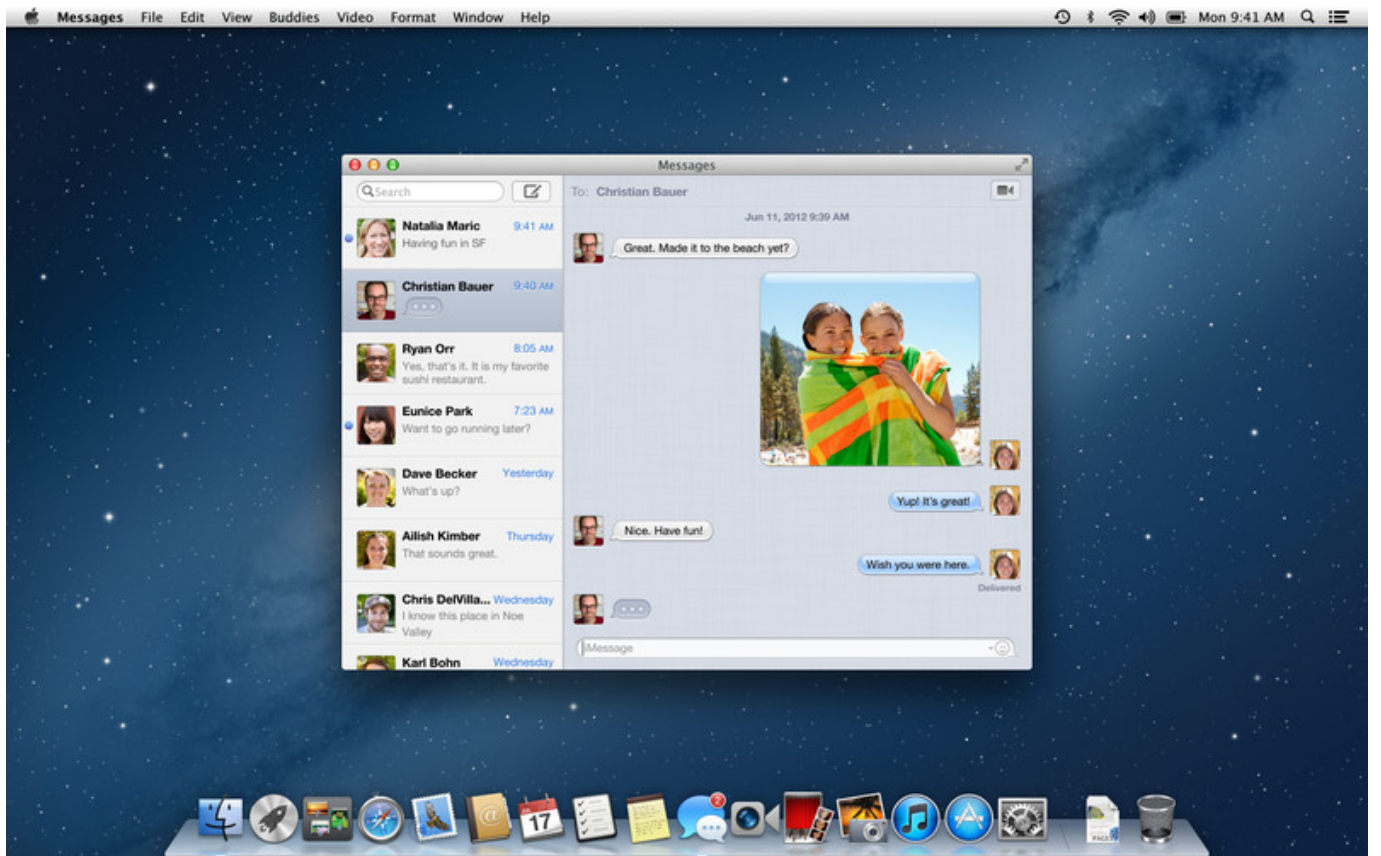 Messages File Edit View Buddies Video Format Window Help Mon 9:41 AM
Messages
Search
To: Christian Bauer
Natalia Maric 9:41 AM
Having fun in SF
Christian Bauer 9:40 AM
Ryan Orr 8:05 AM
Yes, that's it. It is my favorite
sushi restaurant.
Eunice Park 7:23 AM
Want to go running later?
Dave Becker Yesterday
What's up?
Ailish Kimber Thursday
That sounds great.
Chris DelVilla... Wednesday
I know this place in Noe
Valley
Karl Bohn Wednesday
Jun 11, 2012 9:39 AM
Great. Made it to the beach yet?
Yup! It's great!
Nice. Have fun!
Wish you were here.
Delivered
iMessage
@
17
2
PAGES